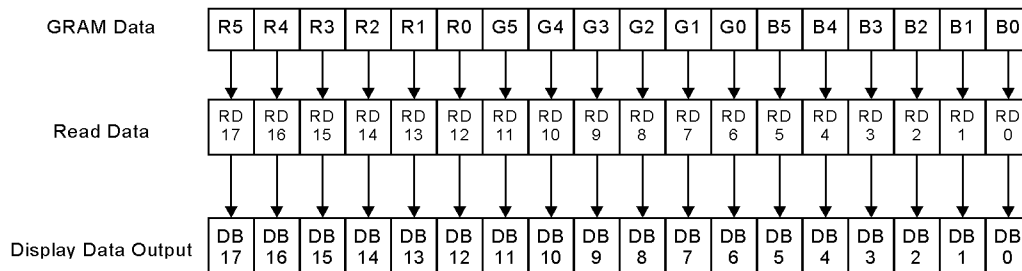 GRAM Data R5 R4 R3 R2 R1 R0 G5 G4 G3 G2 G1 G0 B5 B4 B3 B2 B1 B0
Read Data RD 17 RD 16 RD 15 RD 14 RD 13 RD 12 RD 11 RD 10 RD 9 RD 8 RD 7 RD 6 RD 5 RD 4 RD 3 RD 2 RD 1 RD 0
Display Data Output DB 17 DB 16 DB 15 DB 14 DB 13 DB 12 DB 11 DB 10 DB 9 DB 8 DB 7 DB 6 DB 5 DB 4 DB 3 DB 2 DB 1 DB 0